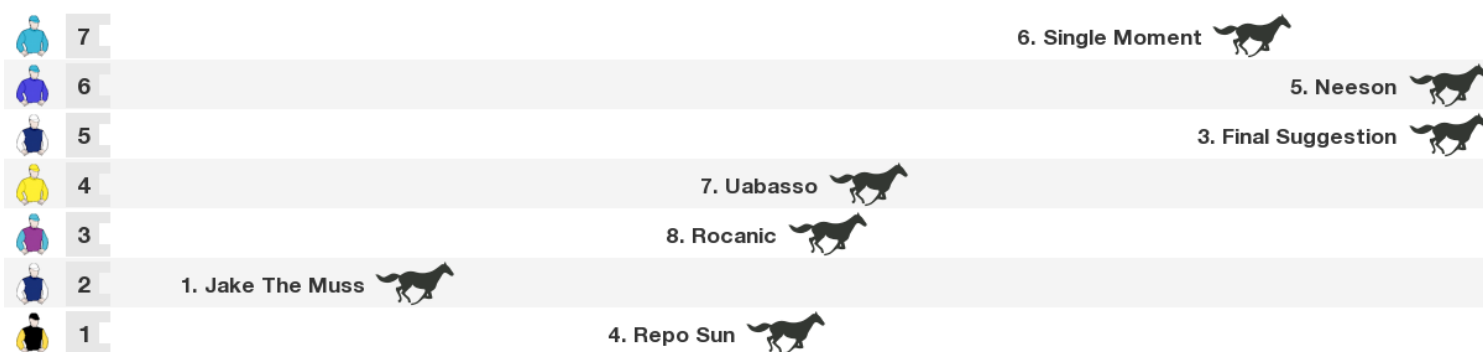 7 6. Single Moment
6 5. Neeson
5 3. Final Suggestion
4 7. Uabasso
3 8. Rocanic
2 1. Jake The Muss
1 4. Repo Sun